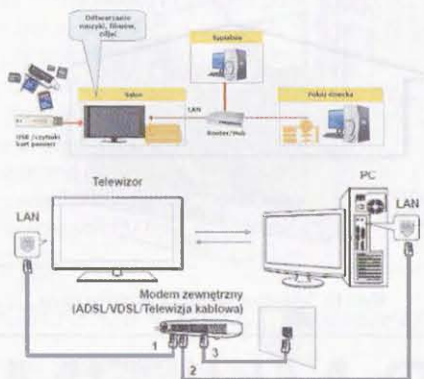 Odtwarzanie
muzyki, filmów,
zdjęć
Sypialnia
Salon
Pokój dziecka
LAN
Router/Hub
USB /czytniki
kart pamięci
Telewizor
PC
LAN
LAN
Modem zewnętrzny
(ADSL/VDSL/Telewizja kablowa)
1
2
3